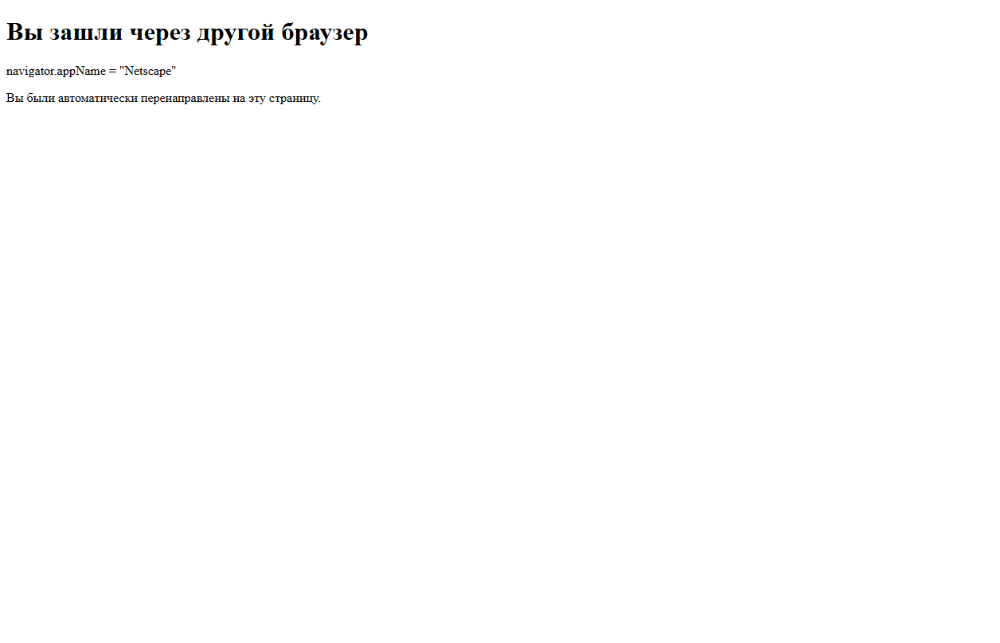 Вы зашли через другой браузер
navigator.appName = "Netscape"
Вы были автоматически перенаправлены на эту страницу.